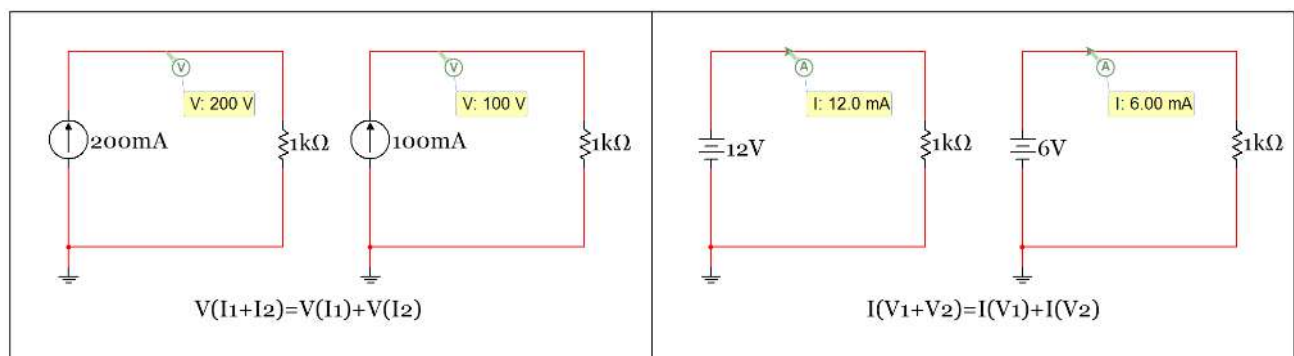 V
V: 200 V
200mA
1kΩ
V
V: 100 V
100mA
1kΩ
V(I1+I2)=V(I1)+V(I2)
A
I: 12.0 mA
12V
1kΩ
A
I: 6.00 mA
6V
1kΩ
I(V1+V2)=I(V1)+I(V2)